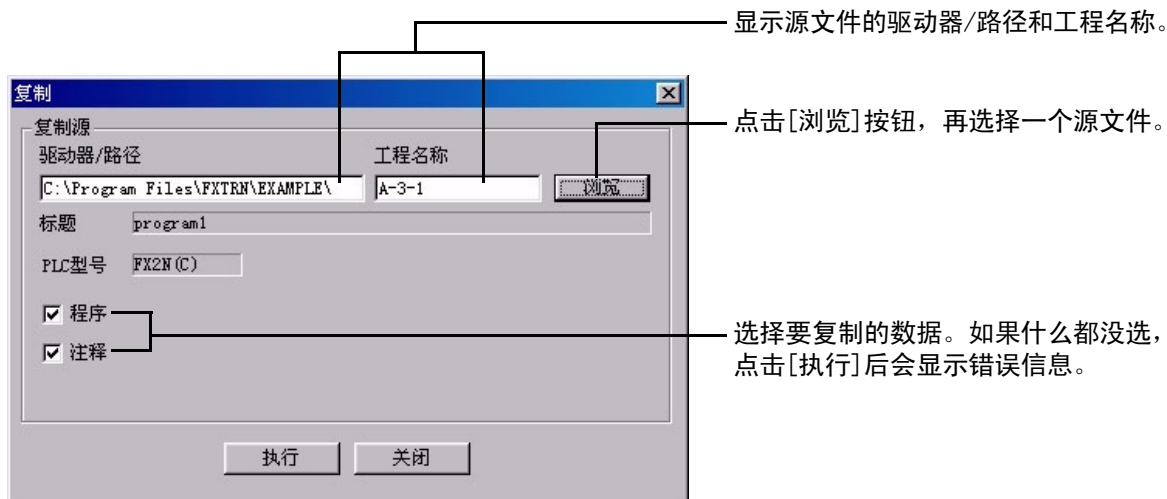 显示源文件的驱动器/路径和工程名称。
复制
复制源
点击[浏览]按钮，再选择一个源文件。
驱动器/路径 工程名称
C:\Program Files\FXTRN\EXAMPLE\ A-3-1 浏览
标题 program1
PLC型号 FX2N(C)
程序
注释
选择要复制的数据。如果什么都没选，
点击[执行]后会显示错误信息。
执行 关闭